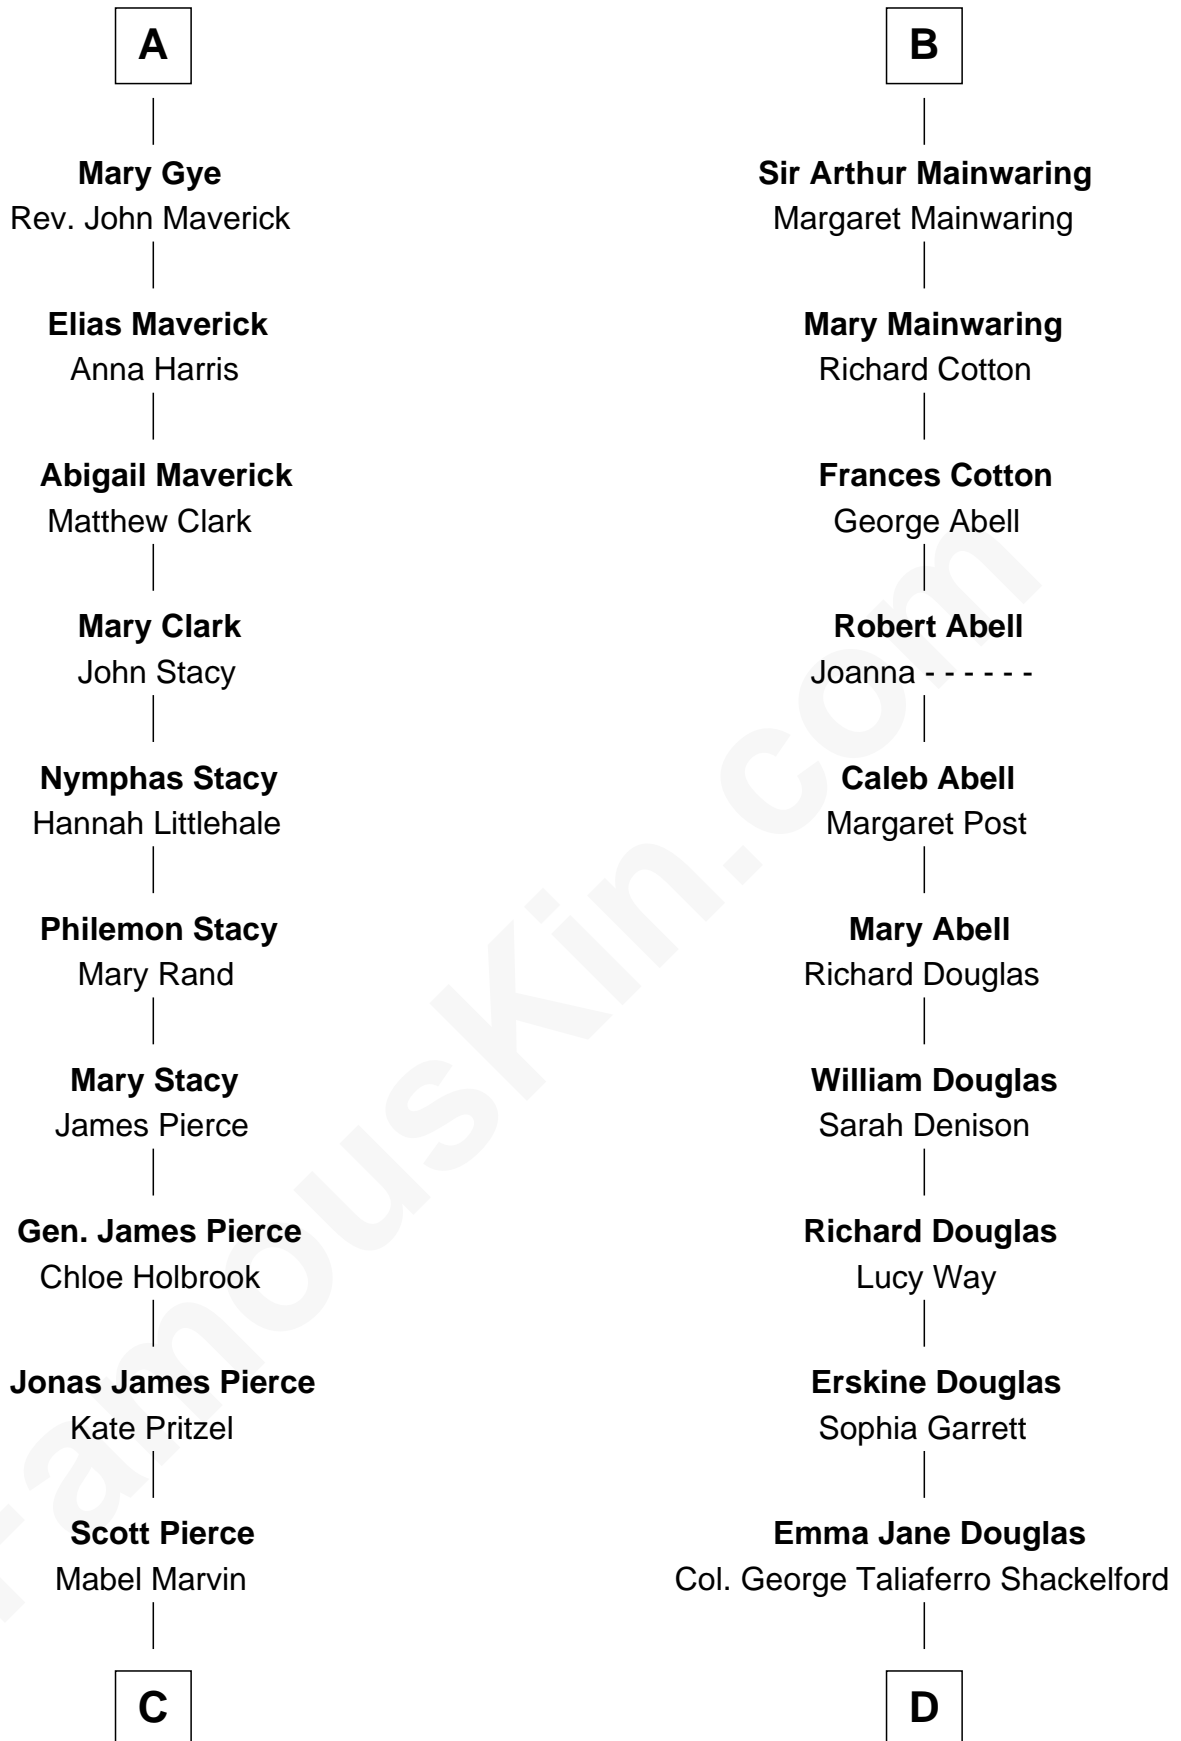 A
Mary Gye
Rev. John Maverick
Elias Maverick
Anna Harris
Abigail Maverick
Matthew Clark
Mary Clark
John Stacy
Nymphas Stacy
Hannah Littlehale
Philemon Stacy
Mary Rand
Mary Stacy
James Pierce
Gen. James Pierce
Chloe Holbrook
Jonas James Pierce
Kate Pritzel
Scott Pierce
Mabel Marvin
C
B
Sir Arthur Mainwaring
Margaret Mainwaring
Mary Mainwaring
Richard Cotton
Frances Cotton
George Abell
Robert Abell
Joanna - - - - - -
Caleb Abell
Margaret Post
Mary Abell
Richard Douglas
William Douglas
Sarah Denison
Richard Douglas
Lucy Way
Erskine Douglas
Sophia Garrett
Emma Jane Douglas
Col. George Taliaferro Shackelford
D
FamousKin.com